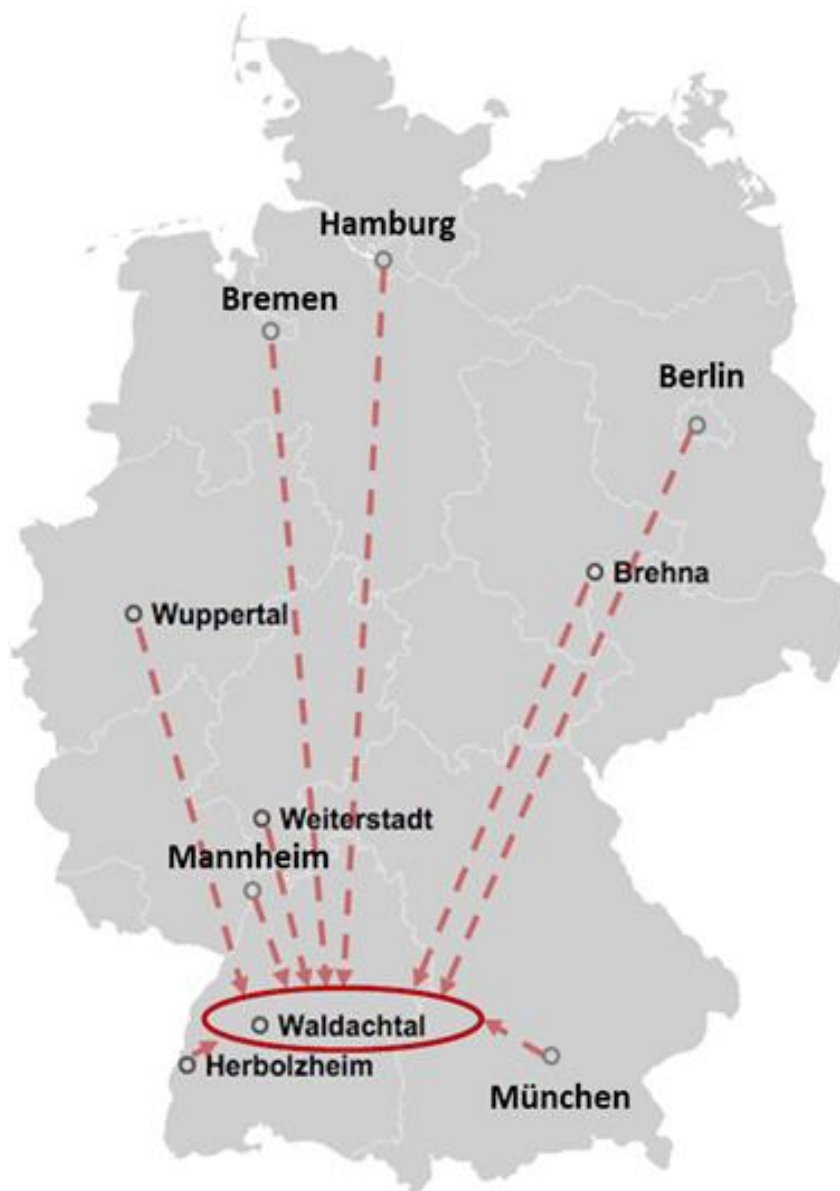 Hamburg
Bremen
Berlin
Brehna
Wuppertal
Weiterstadt
Mannheim
Waldachtal
Herbolzheim
München